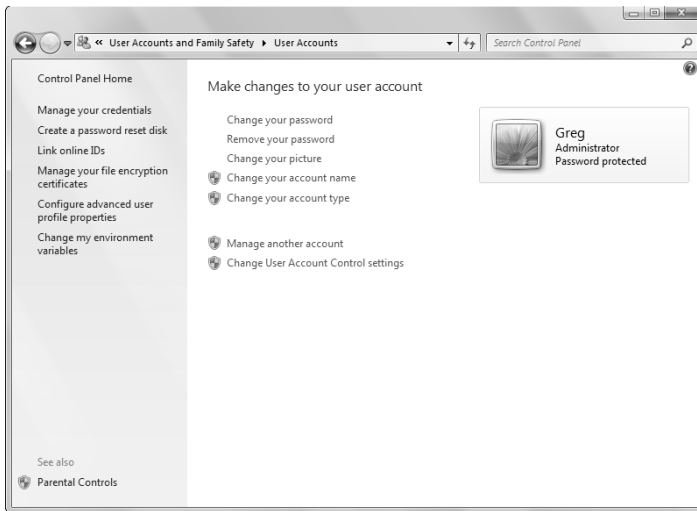 « User Accounts and Family Safety ▸ User Accounts
Search Control Panel
Control Panel Home
Manage your credentials
Create a password reset disk
Link online IDs
Manage your file encryption
certificates
Configure advanced user
profile properties
Change my environment
variables
See also
Parental Controls
Make changes to your user account
Change your password
Remove your password
Change your picture
Change your account name
Change your account type
Manage another account
Change User Account Control settings
Greg
Administrator
Password protected